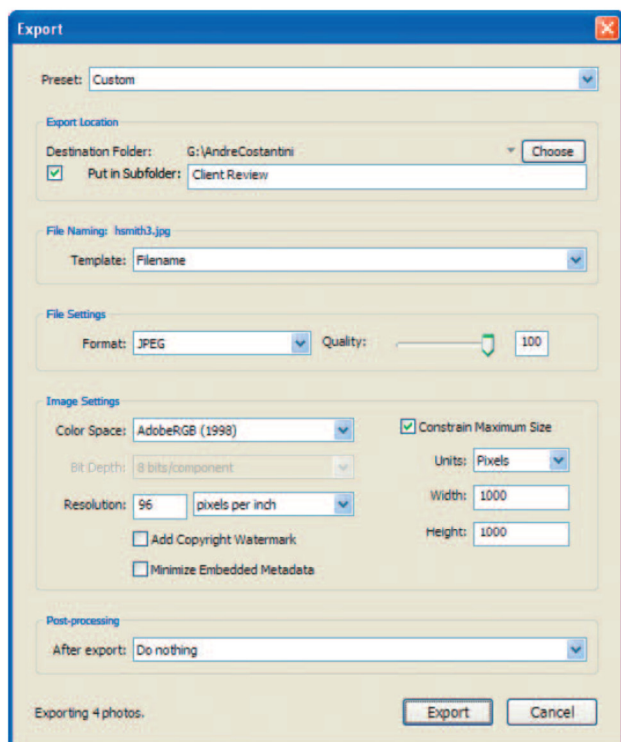 Export
Preset: Custom
Export Location
Destination Folder: G:\AndreCostantini Choose
Put in Subfolder: Client Review
File Naming: hsmith3.jpg
Template: Filename
File Settings
Format: JPEG Quality: 100
Image Settings
Color Space: AdobeRGB (1998) Constrain Maximum Size
Bit Depth: 8 bits/component Units: Pixels
Resolution: 96 pixels per inch Width: 1000
Add Copyright Watermark Height: 1000
Minimize Embedded Metadata
Post-processing
After export: Do nothing
Exporting 4 photos. Export Cancel